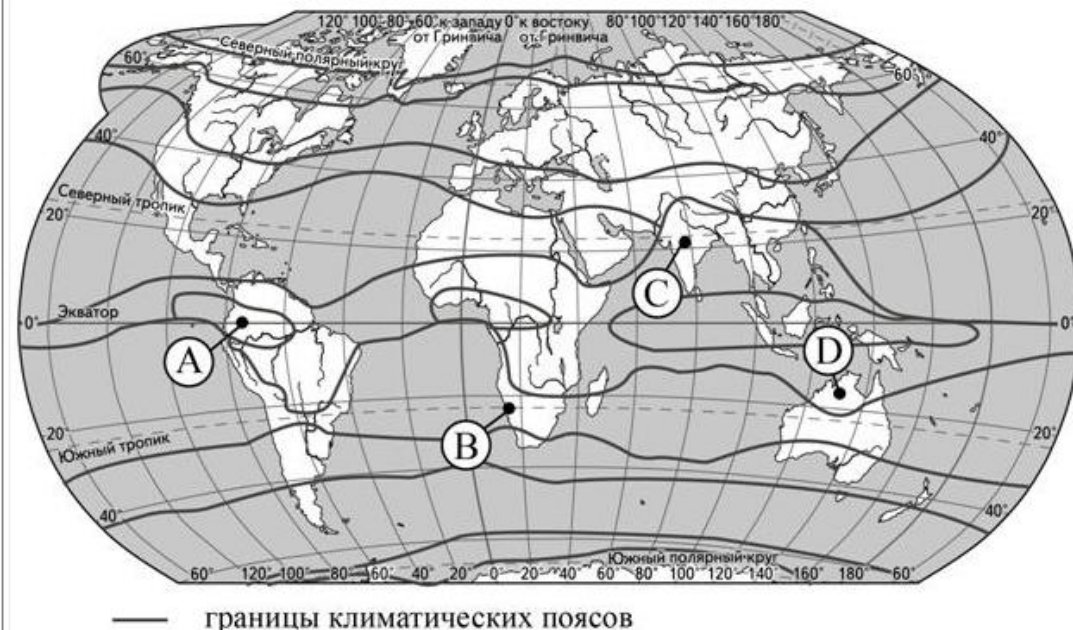 120° 100° 80° 60° к западу 0° к востоку 80° 100° 120° 140° 160° 180°
от Гринвича от Гринвича
Северный полярный круг
60° 60°
40° 40°
Северный тропик
20° 20°
C
Экватор
0° 0°
A D
B
20° 20°
Южный тропик
40° 40°
Южный полярный круг
60° 120° 100° 80° 60° 40° 20° 0° 20° 40° 60° 80° 100° 120° 140° 160° 180° 60°
границы климатических поясов